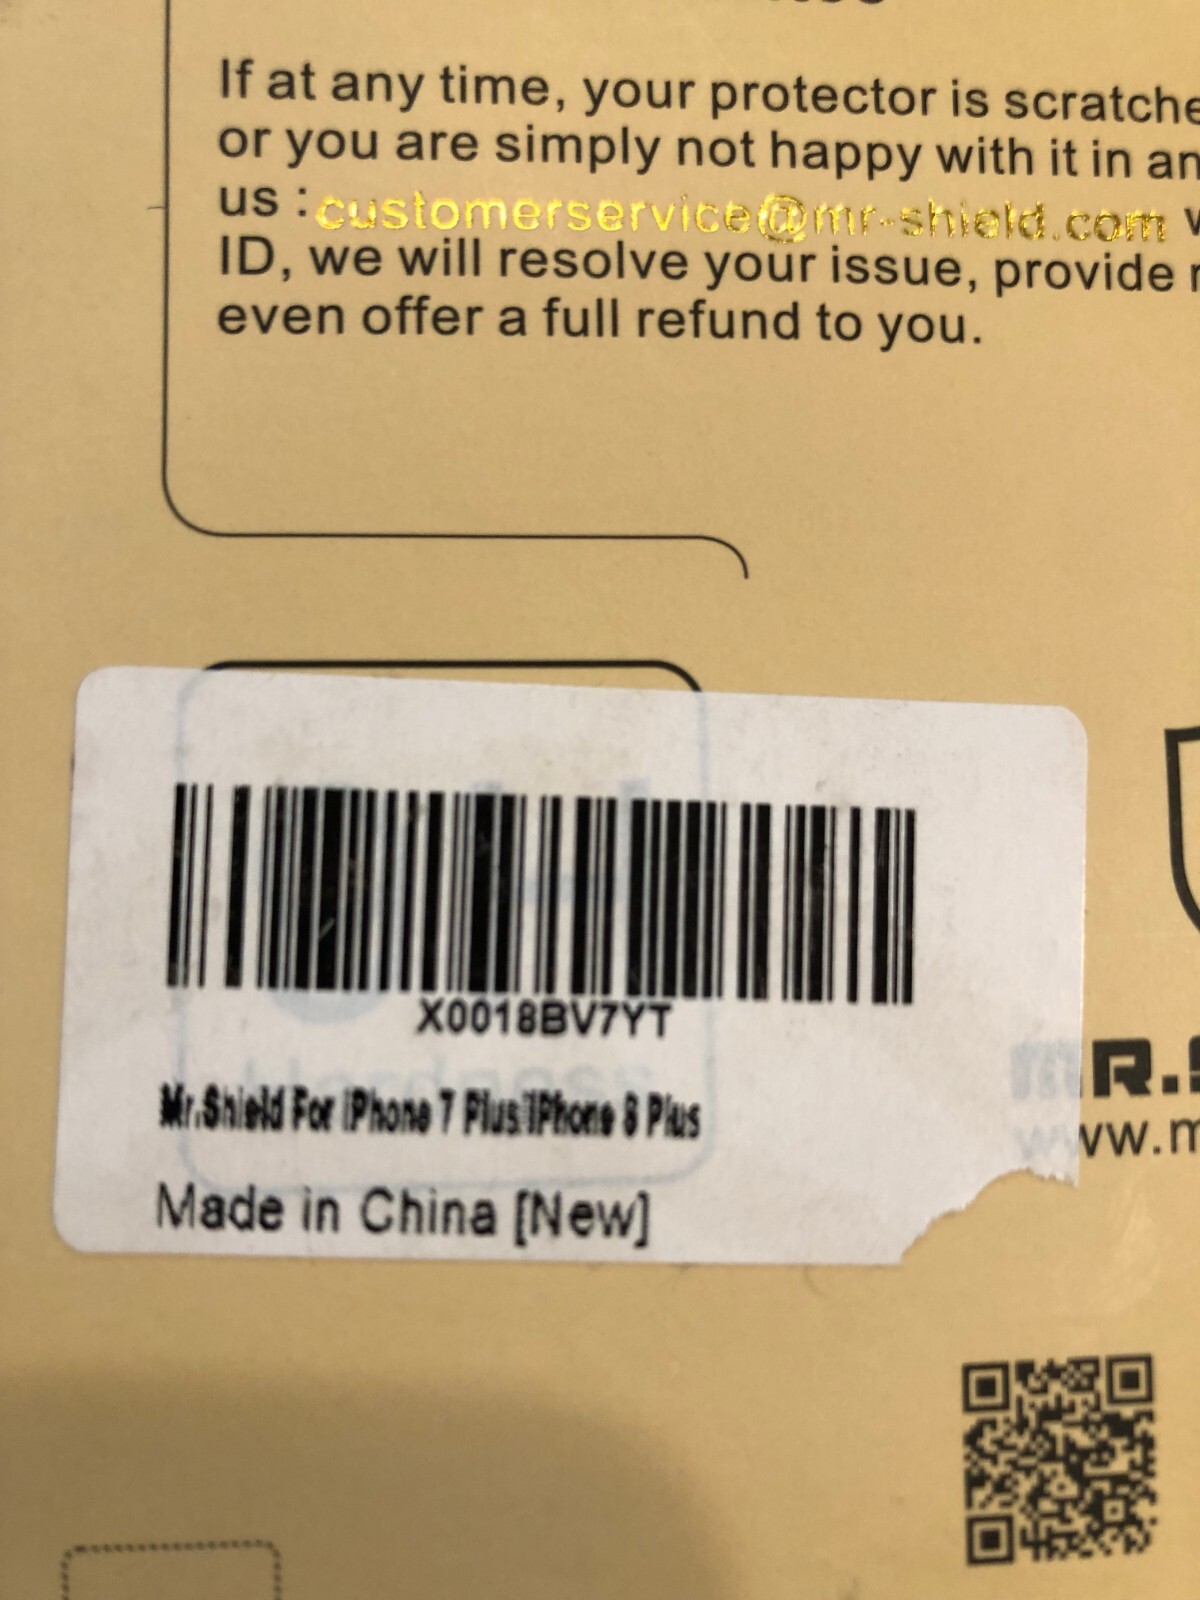 If at any time, your protector is scratche
or you are simply not happy with it in an
us : customerservice@mr-shield.com w
ID, we will resolve your issue, provide r
even offer a full refund to you.
X0018BV7YT
Mr.Shield For iPhone 7 Plus/iPhone 8 Plus
Made in China [New]
MR.S
www.m